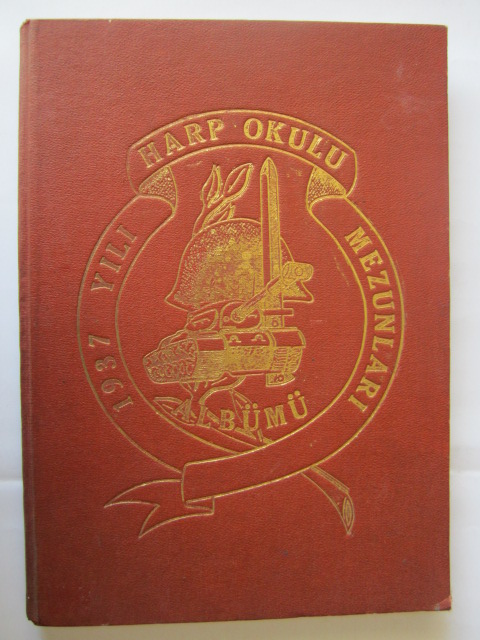 HARP OKULU
1937 YILI
MEZUNLARI
ALBÜMÜ